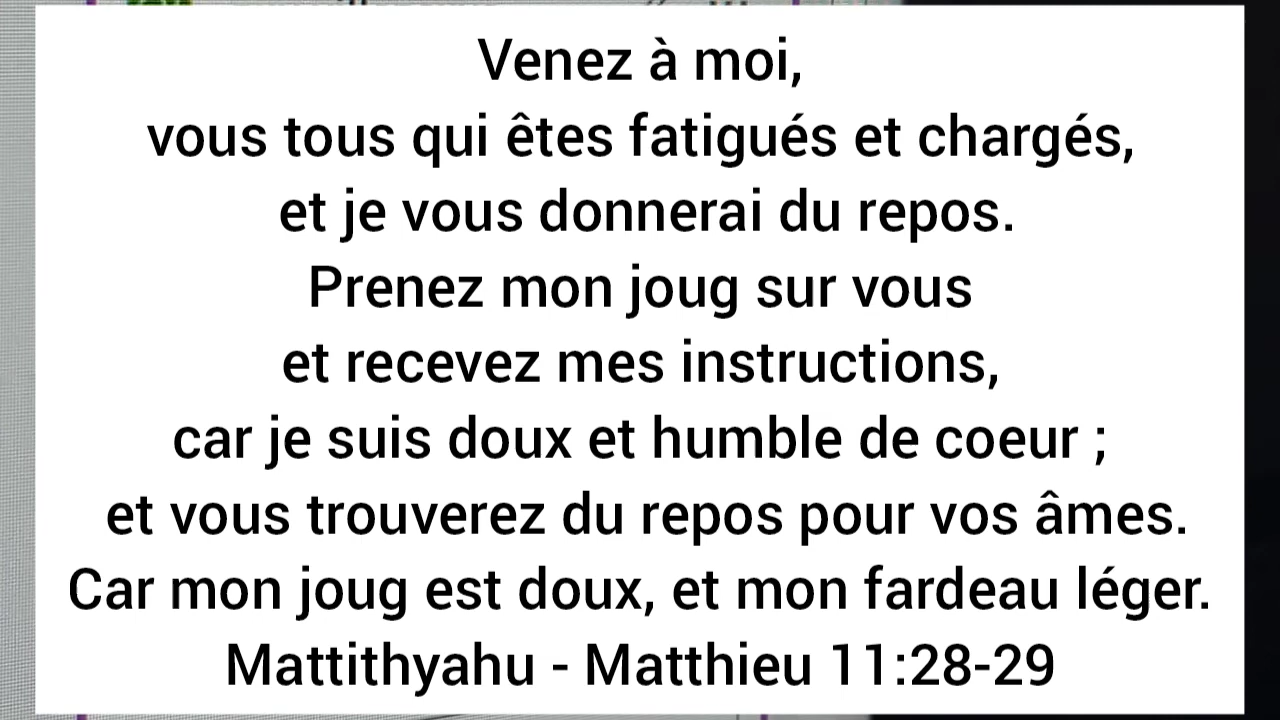 Venez à moi,
vous tous qui êtes fatigués et chargés,
et je vous donnerai du repos.
Prenez mon joug sur vous
et recevez mes instructions,
car je suis doux et humble de coeur ;
et vous trouverez du repos pour vos âmes.
Car mon joug est doux, et mon fardeau léger.
Mattithyahu - Matthieu 11:28-29